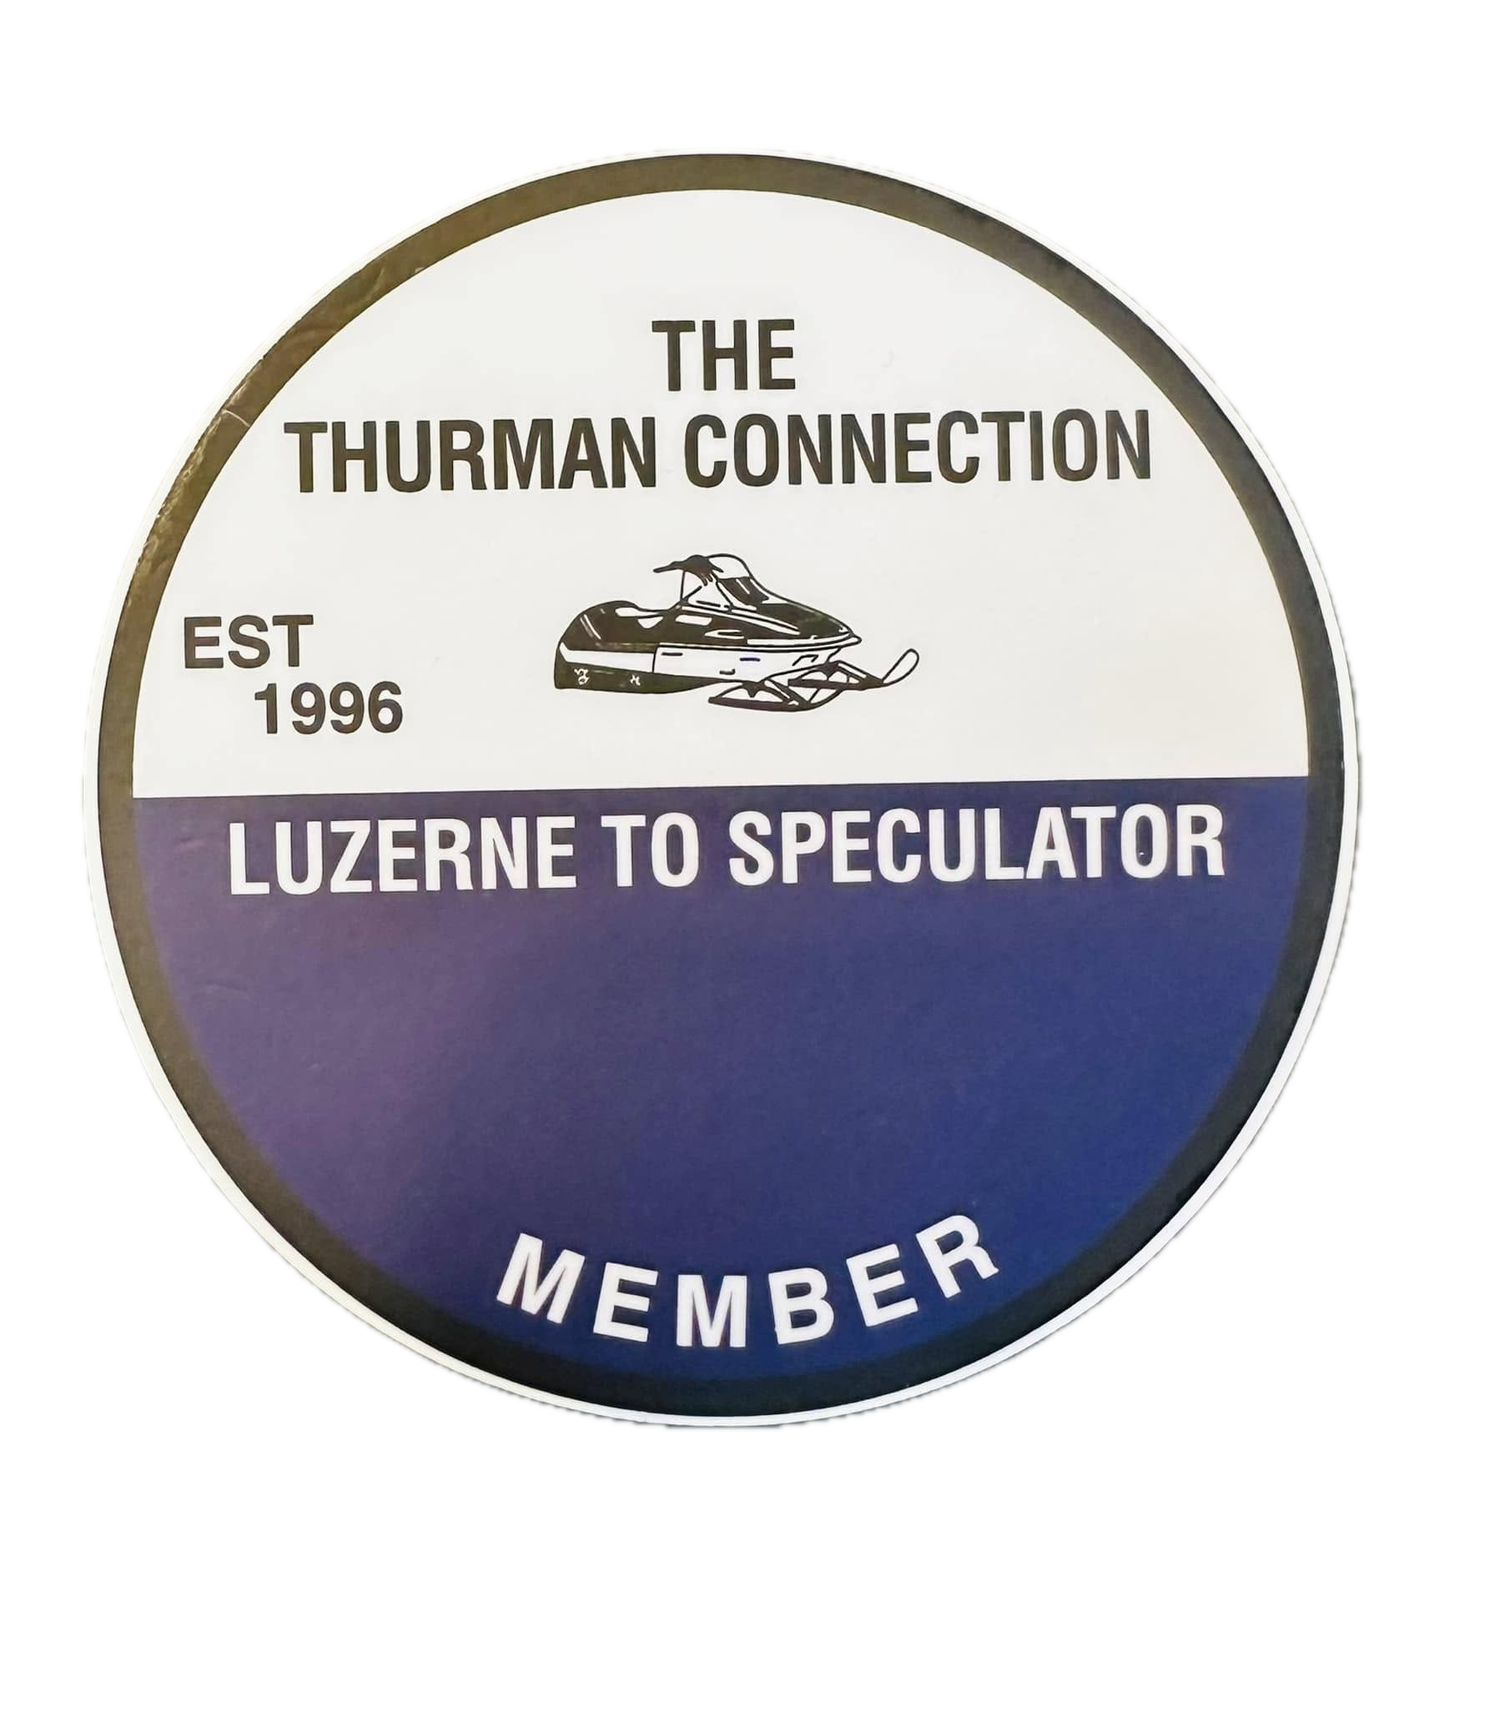 THE
THURMAN CONNECTION
EST
1996
LUZERNE TO SPECULATOR
MEMBER